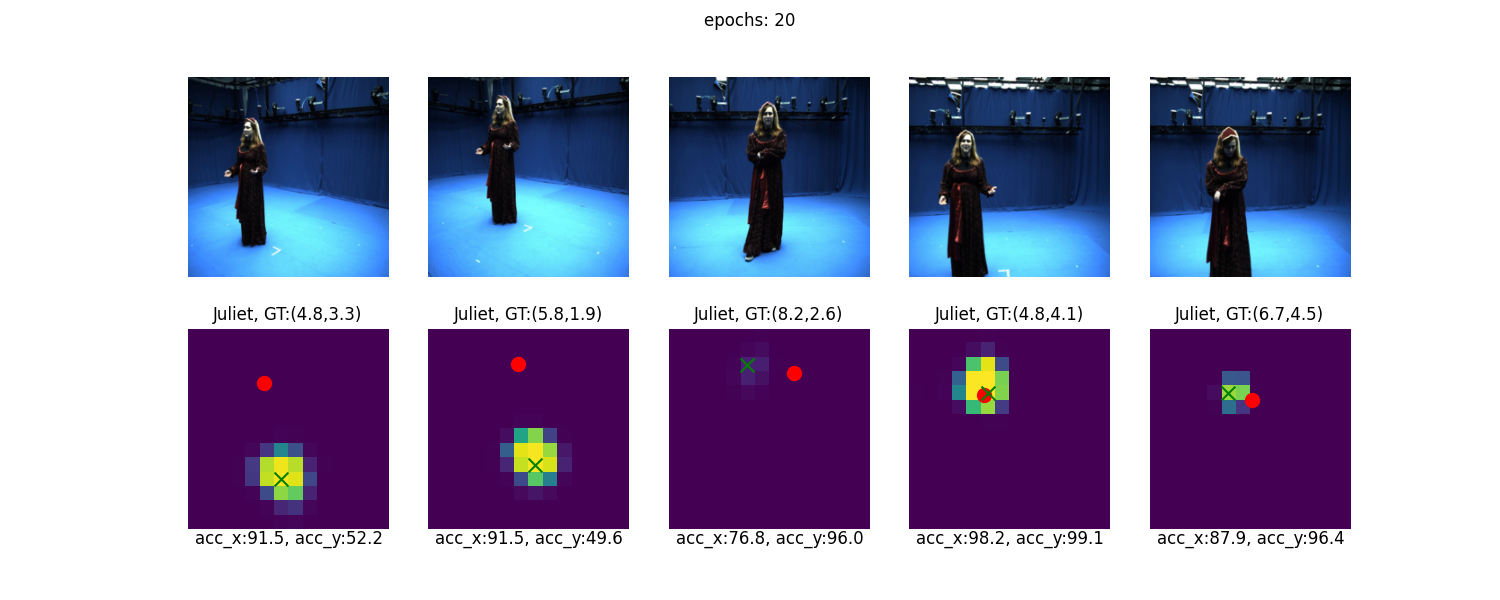 epochs: 20
Juliet, GT:(4.8,3.3)
Juliet, GT:(5.8,1.9)
Juliet, GT:(8.2,2.6)
Juliet, GT:(4.8,4.1)
Juliet, GT:(6.7,4.5)
acc_x:91.5, acc_y:52.2
acc_x:91.5, acc_y:49.6
acc_x:76.8, acc_y:96.0
acc_x:98.2, acc_y:99.1
acc_x:87.9, acc_y:96.4